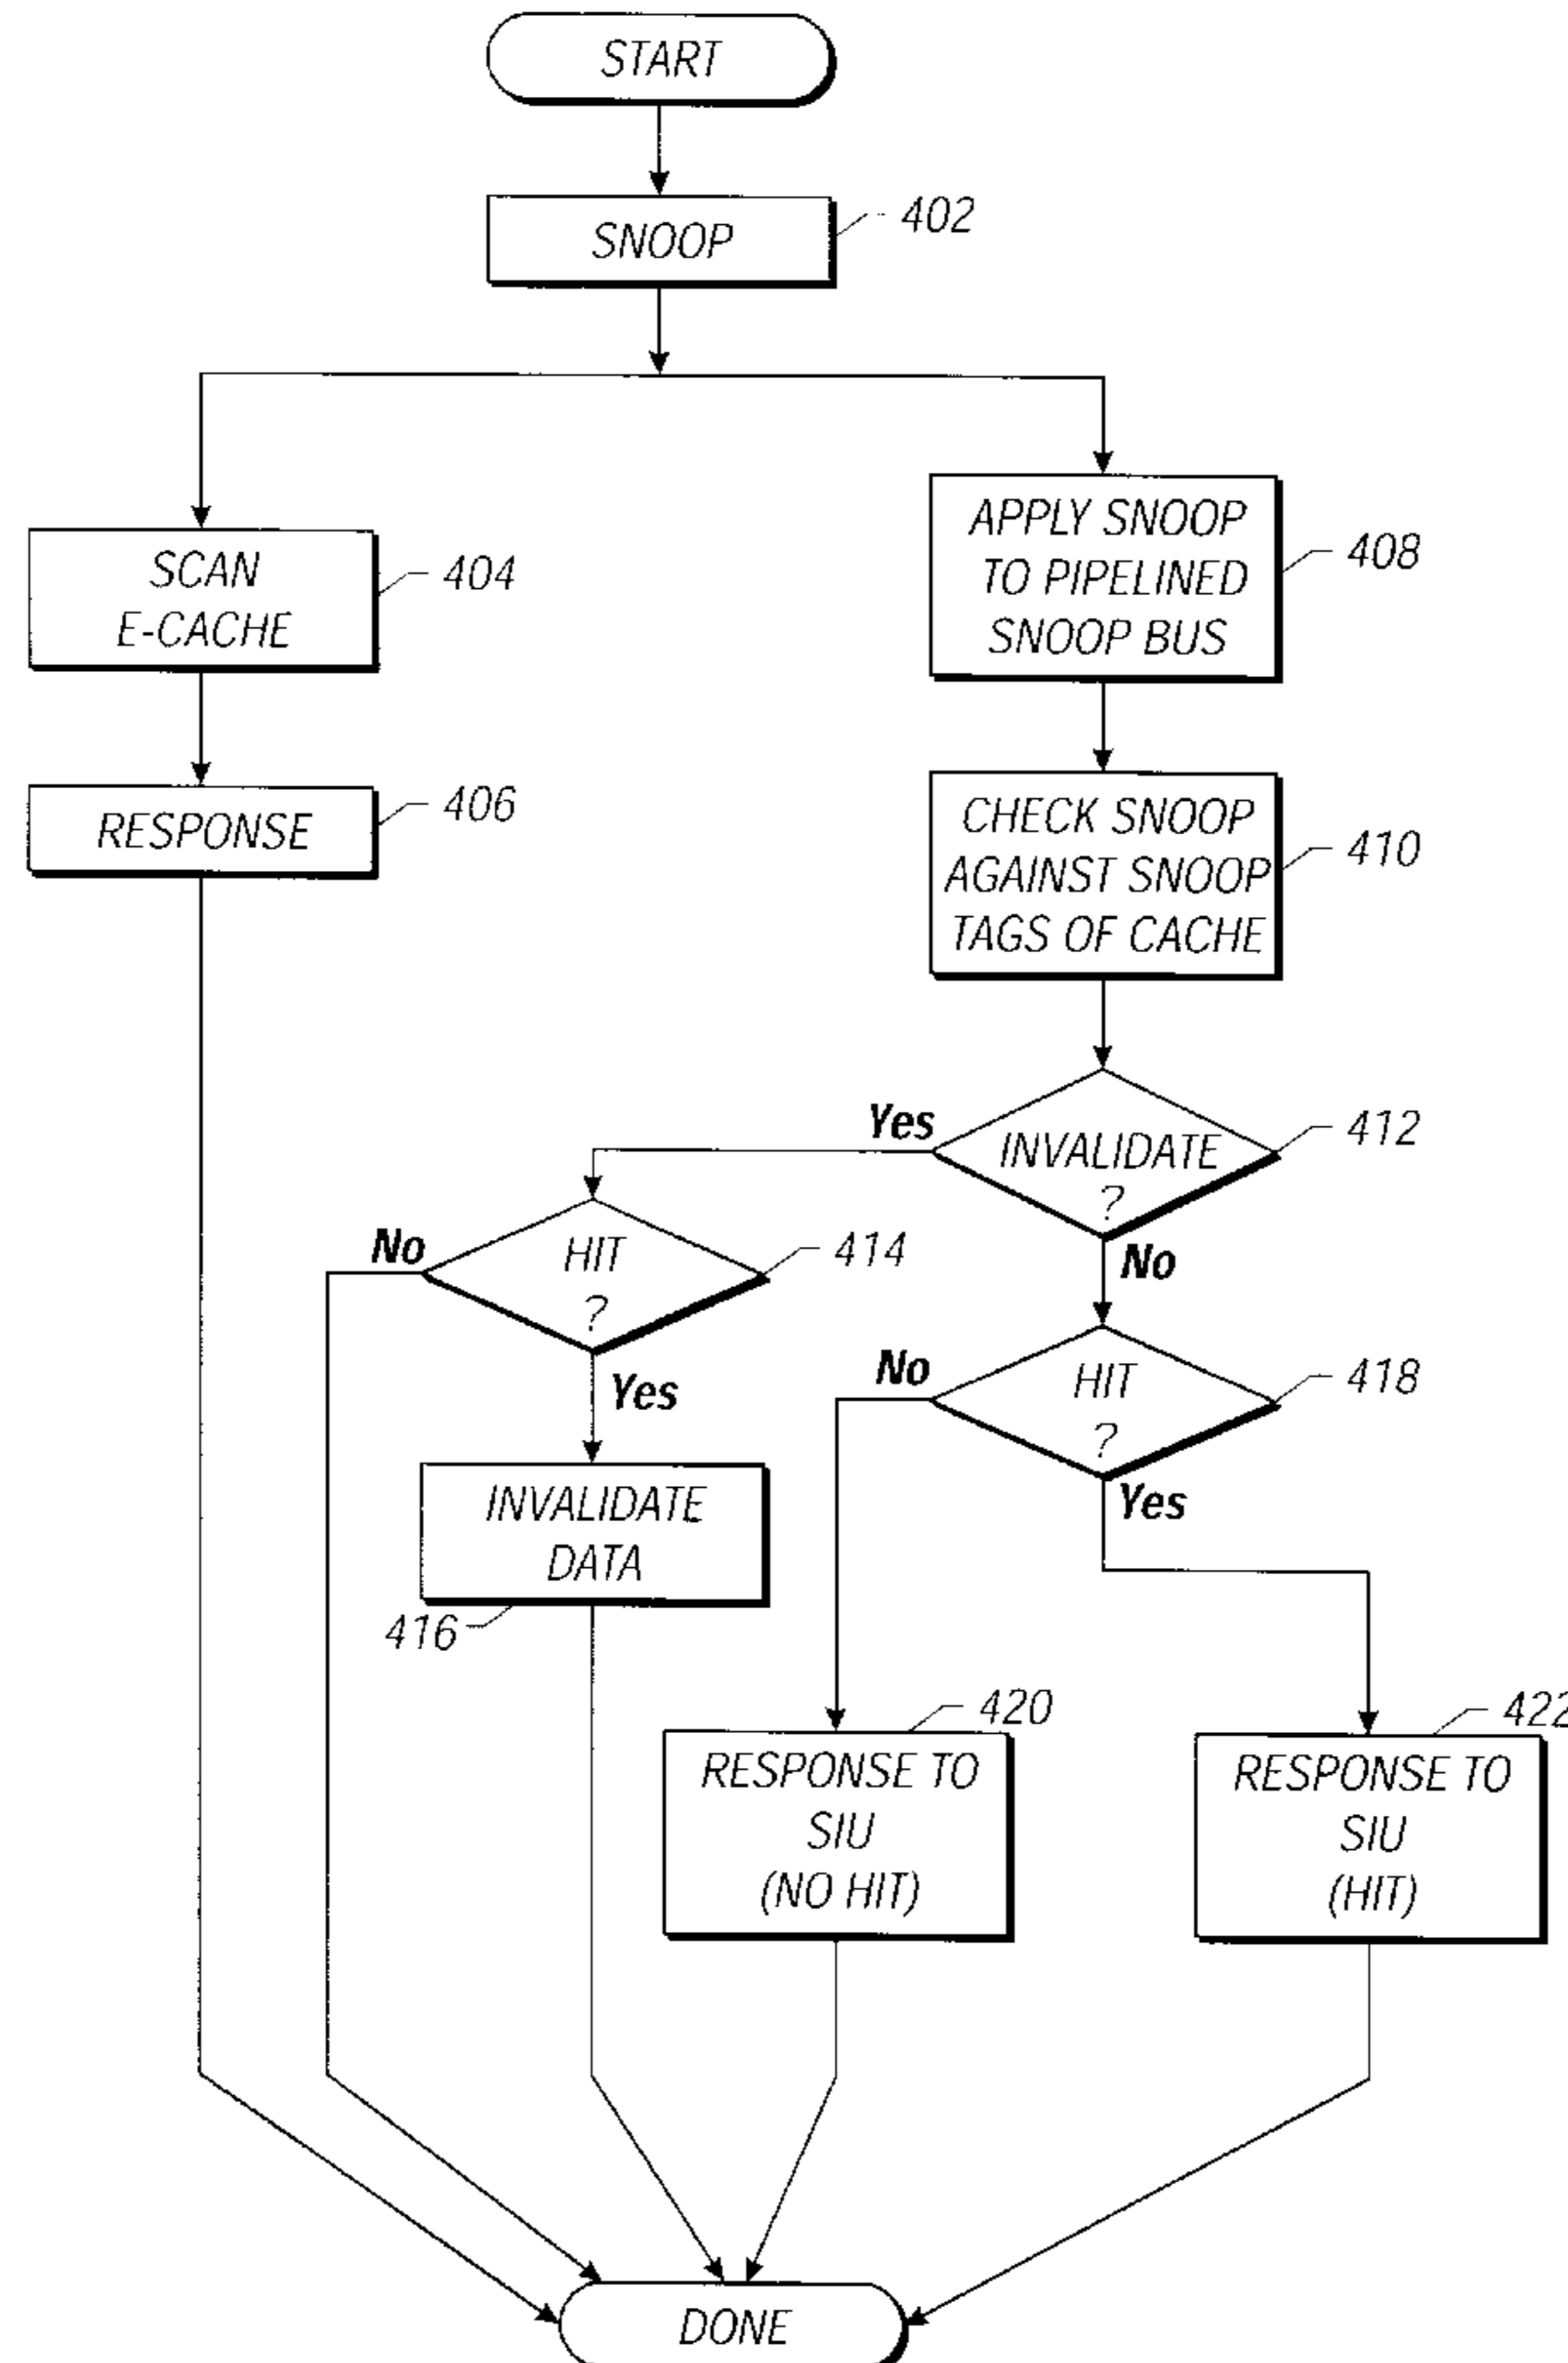 START
SNOOP
402
SCAN
E-CACHE
404
APPLY SNOOP
TO PIPELINED
SNOOP BUS
408
RESPONSE
406
CHECK SNOOP
AGAINST SNOOP
TAGS OF CACHE
410
Yes
INVALIDATE
?
412
No
No
HIT
?
414
Yes
No
HIT
?
418
Yes
INVALIDATE
DATA
416
420
RESPONSE TO
SIU
(NO HIT)
422
RESPONSE TO
SIU
(HIT)
DONE